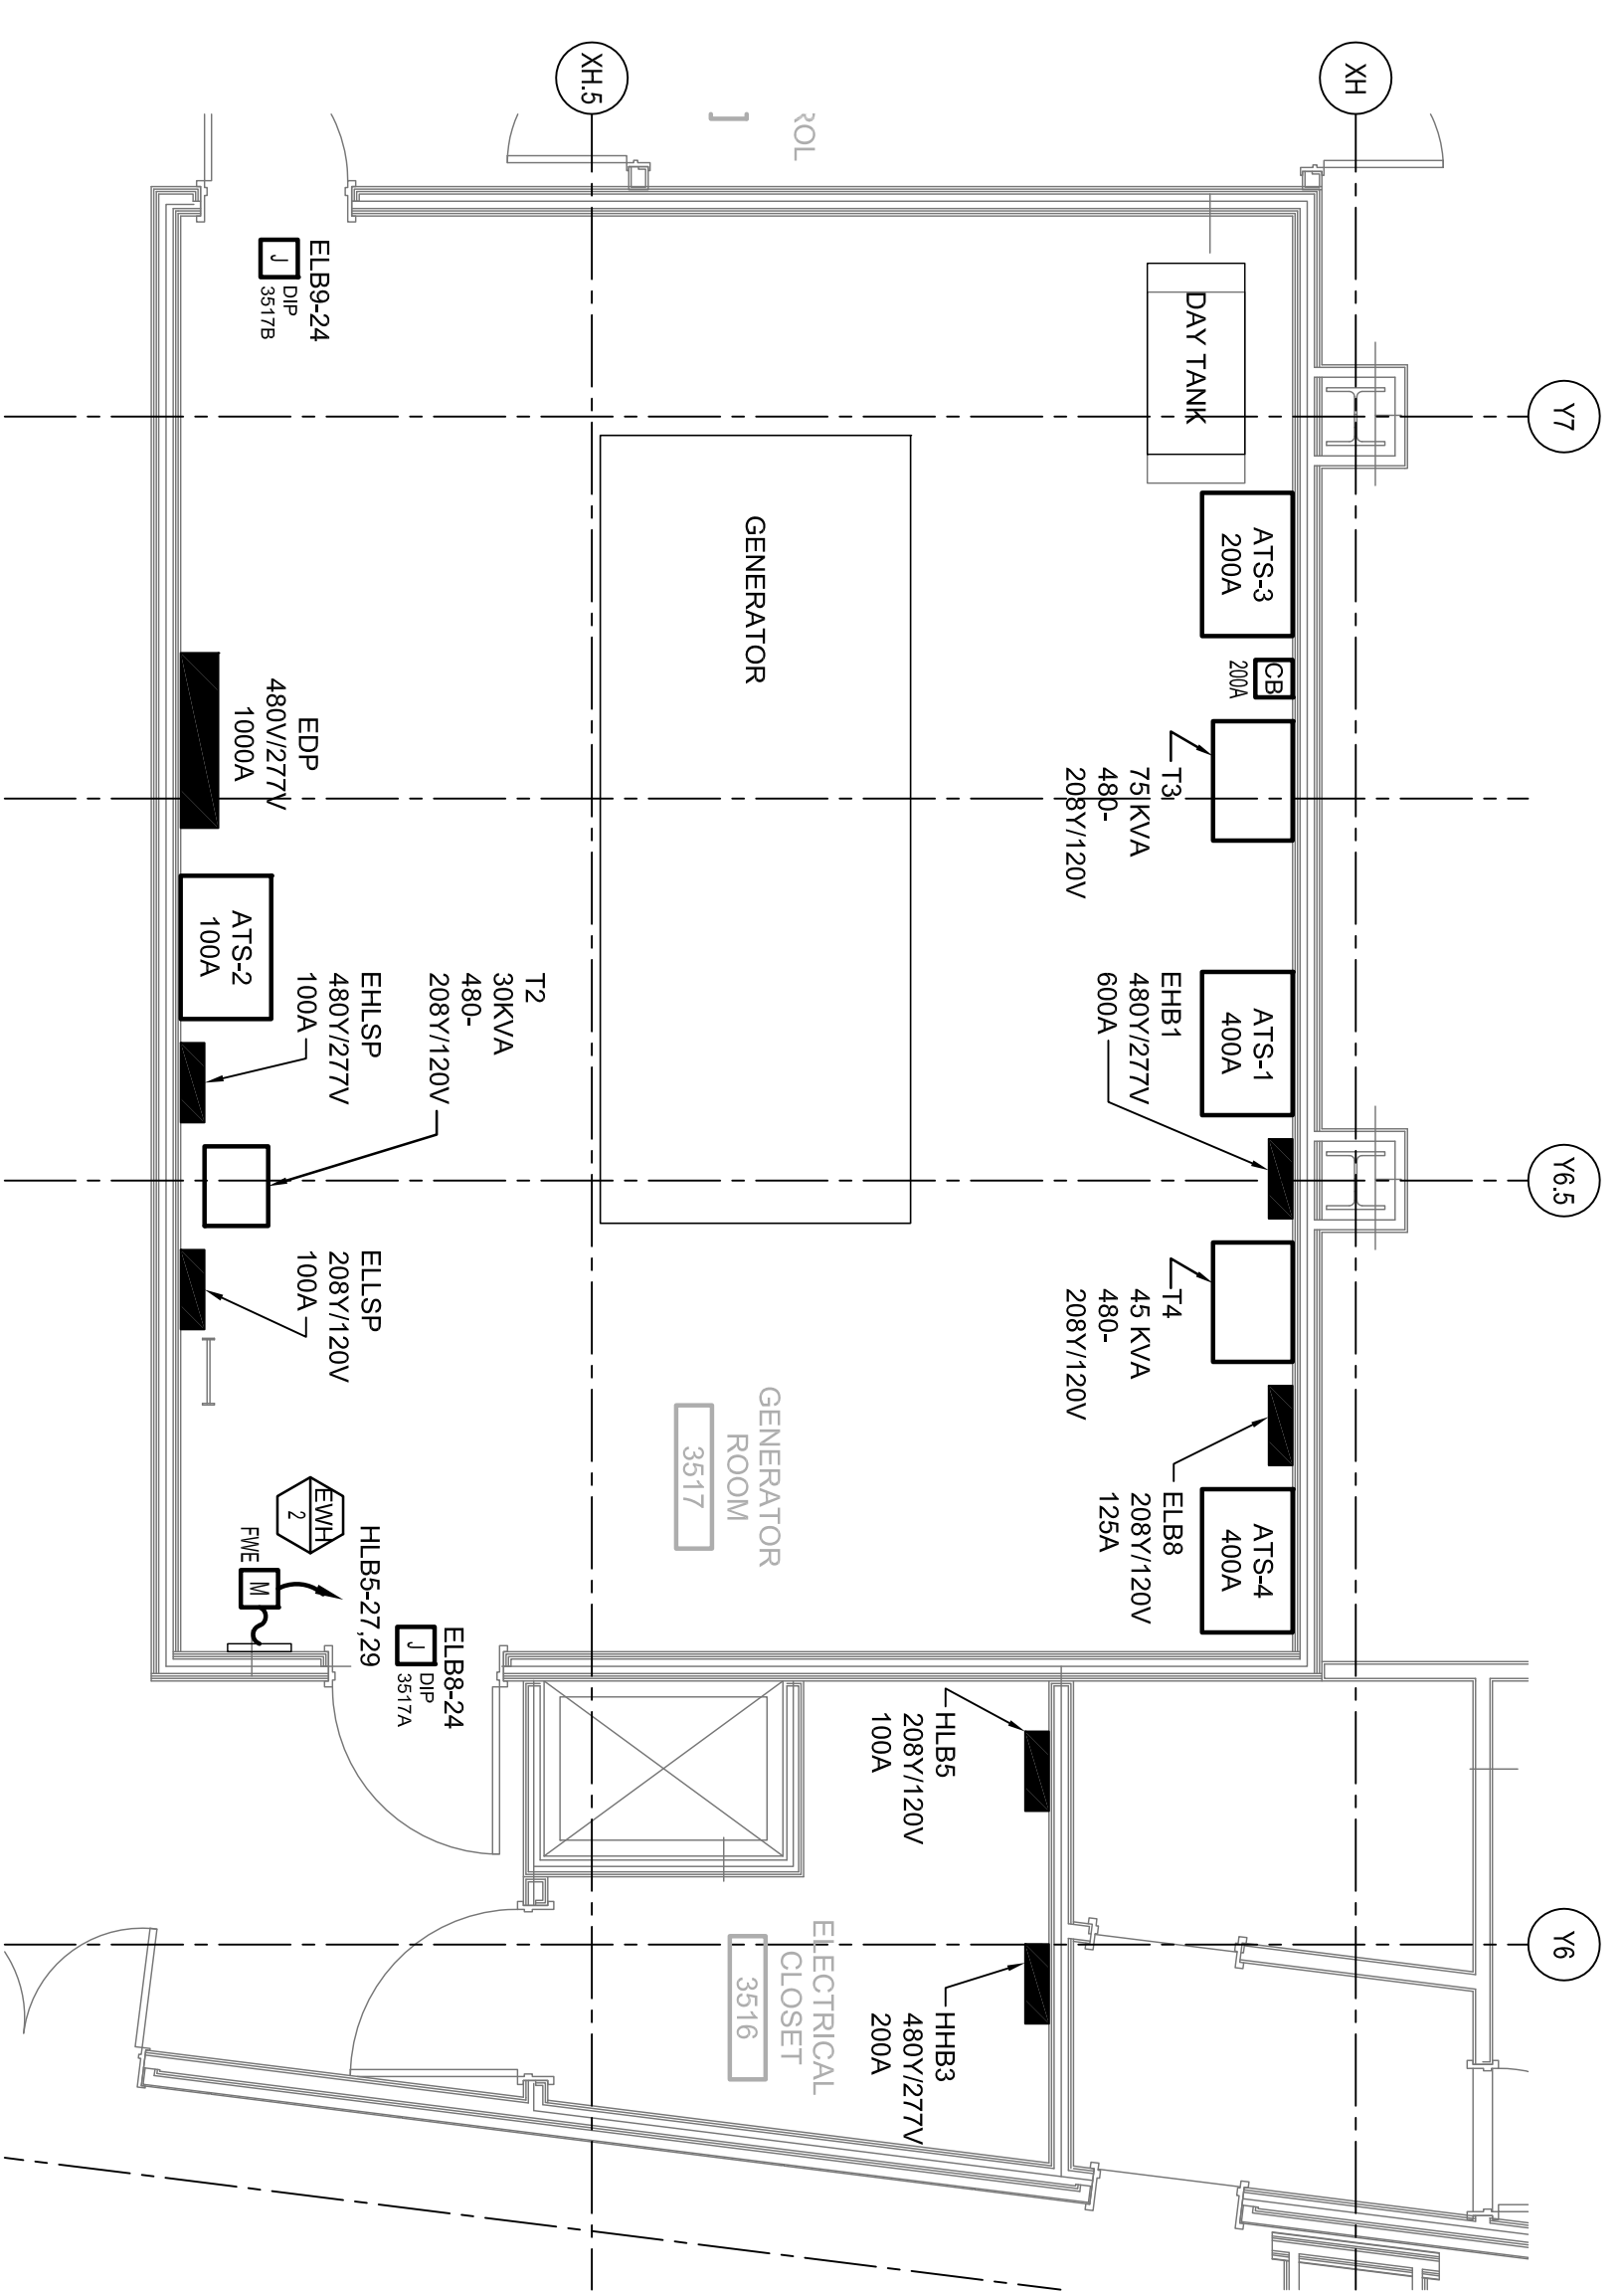 Y7
Y6.5
Y6
XH
XH.5
ROL
DAY TANK
ATS-3
200A
CB
200A
T3
75 KVA
480-
208Y/120V
ATS-1
400A
EHB1
480Y/277V
600A
T4
45 KVA
480-
208Y/120V
ELB8
208Y/120V
125A
ATS-4
400A
GENERATOR
GENERATOR
ROOM
3517
HLB5
208Y/120V
100A
HHB3
480Y/277V
200A
ELECTRICAL
CLOSET
3516
T2
30KVA
480-
208Y/120V
EHLSP
480Y/277V
100A
ELLSP
208Y/120V
100A
ELB9-24
J
DIP
3517B
EDP
480V/277V
1000A
ATS-2
100A
ELB8-24
J
DIP
3517A
HLB5-27,29
EWH
2
M
FWE